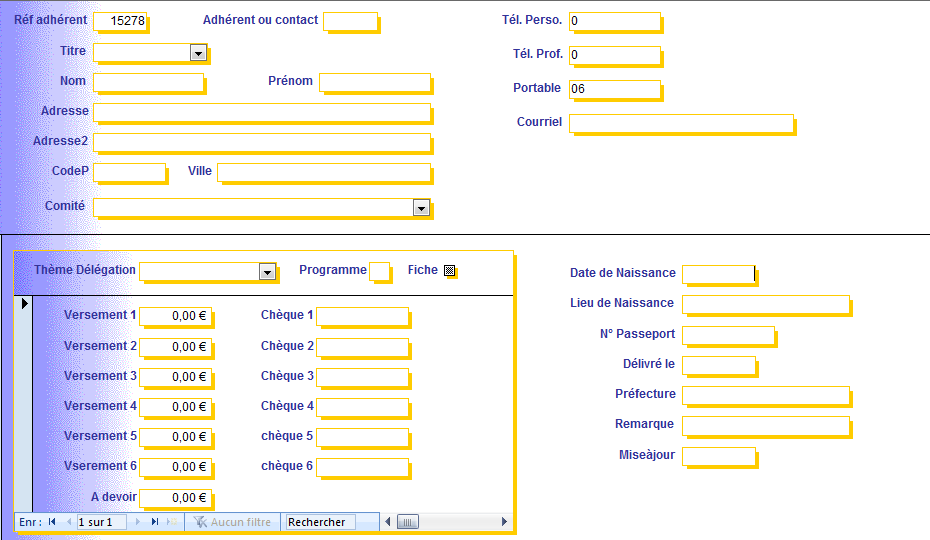 Réf adhérent 15278 Adhérent ou contact Tél. Perso. 0
Titre Tél. Prof. 0
Nom Prénom Portable 06
Adresse Courriel
Adresse2
CodeP Ville
Comité
Thème Délégation Programme Fiche Date de Naissance
Lieu de Naissance
Versement 1 0,00 € Chèque 1 N° Passeport
Versement 2 0,00 € Chèque 2 Délivré le
Versement 3 0,00 € Chèque 3 Préfecture
Versement 4 0,00 € Chèque 4 Remarque
Versement 5 0,00 € chèque 5 Miseàjour
Vserement 6 0,00 € chèque 6
A devoir 0,00 €
Enr : 1 sur 1 Aucun filtre Rechercher